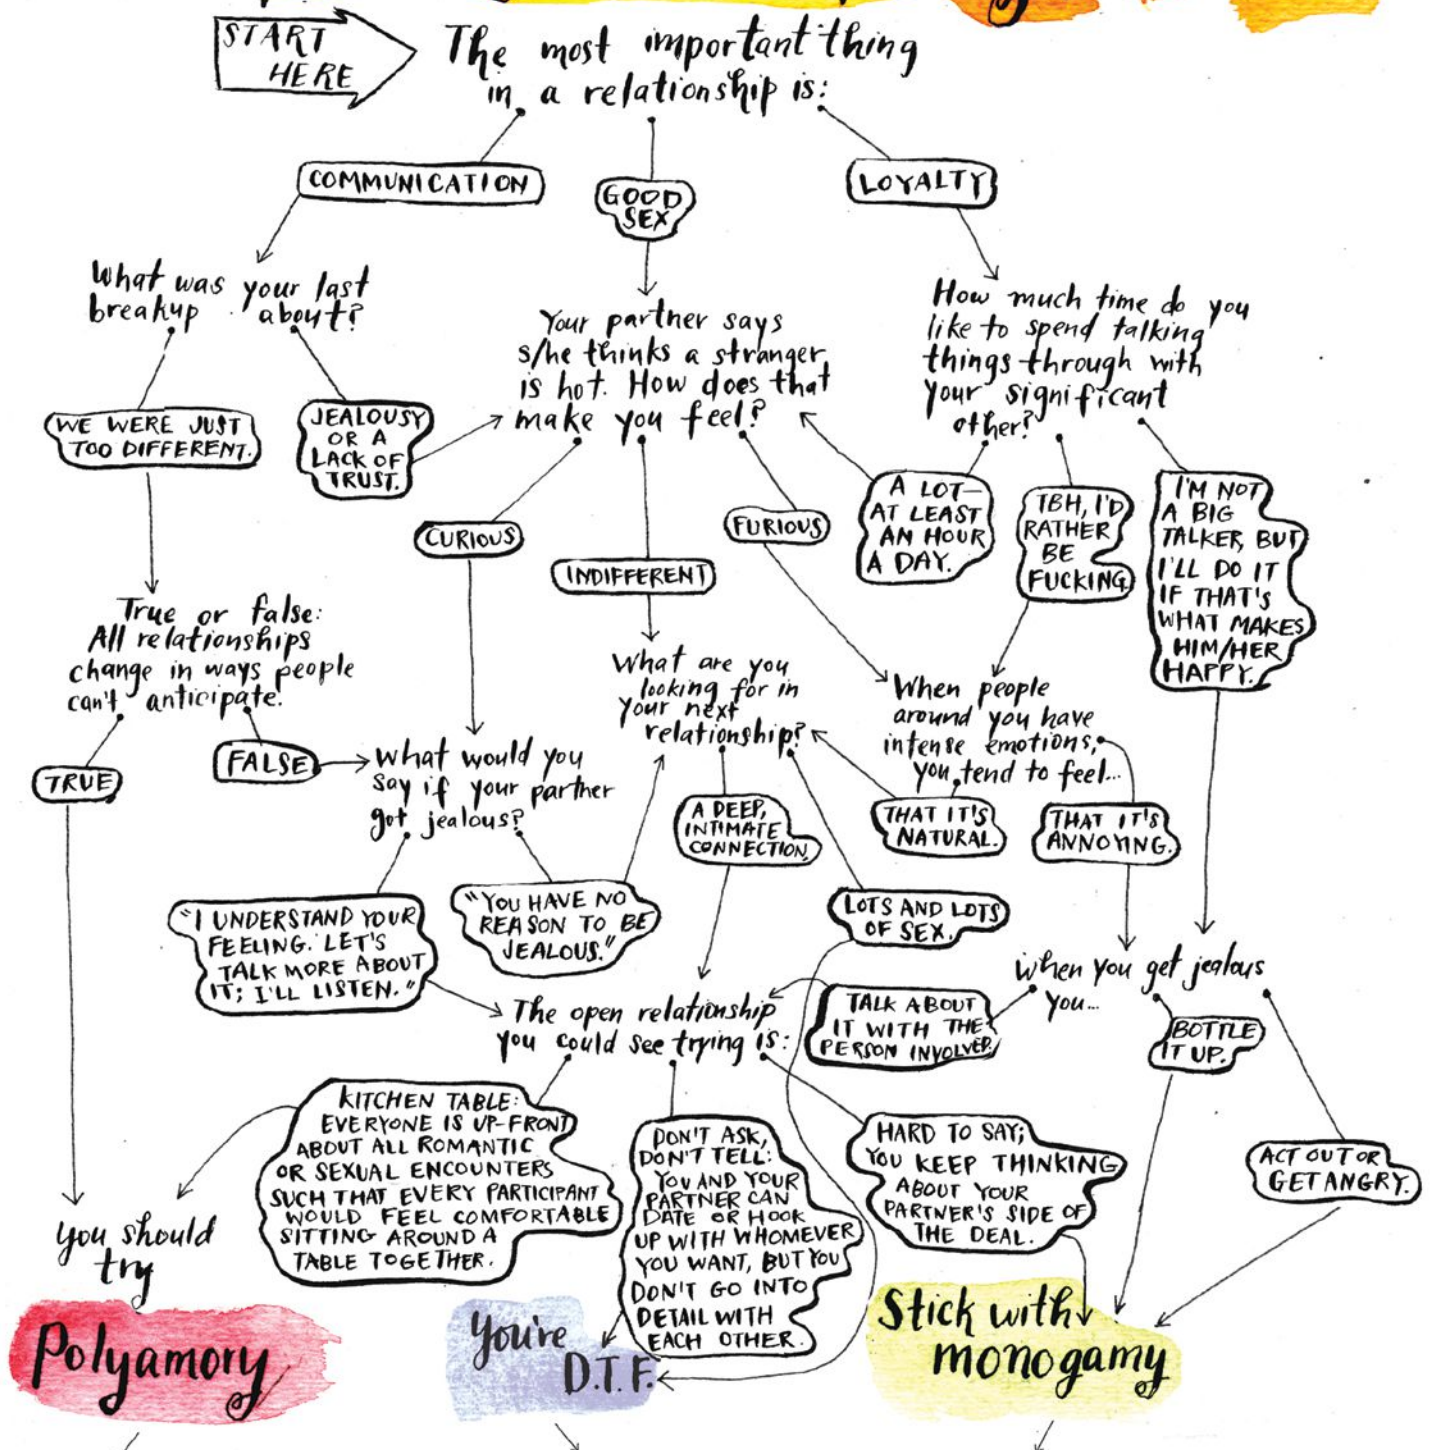 START
HERE
The most important thing
in a relationship is:
COMMUNICATION
GOOD
SEX
LOYALTY
What was your last
breakup about?
Your partner says
s/he thinks a stranger
is hot. How does that
make you feel?
How much time do you
like to spend talking
things through with
your significant
other?
WE WERE JUST
TOO DIFFERENT.
JEALOUSY
OR A
LACK OF
TRUST.
CURIOUS
INDIFFERENT
FURIOUS
A LOT—
AT LEAST
AN HOUR
A DAY.
TBH, I'D
RATHER
BE
FUCKING.
I'M NOT
A BIG
TALKER, BUT
I'LL DO IT
IF THAT'S
WHAT MAKES
HIM/HER
HAPPY.
True or false:
All relationships
change in ways people
can't anticipate.
TRUE
FALSE
What would you
say if your partner
got jealous?
What are you
looking for in
your next
relationship?
When people
around you have
intense emotions,
you tend to feel...
A DEEP,
INTIMATE
CONNECTION.
THAT IT'S
NATURAL.
THAT IT'S
ANNOYING.
"I UNDERSTAND YOUR
FEELING. LET'S
TALK MORE ABOUT
IT; I'LL LISTEN."
"YOU HAVE NO
REASON TO BE
JEALOUS."
LOTS AND LOTS
OF SEX.
When you get jealous
you...
The open relationship
you could see trying is:
TALK ABOUT
IT WITH THE
PERSON INVOLVED.
BOTTLE
IT UP.
ACT OUT OR
GET ANGRY.
KITCHEN TABLE:
EVERYONE IS UP-FRONT
ABOUT ALL ROMANTIC
OR SEXUAL ENCOUNTERS
SUCH THAT EVERY PARTICIPANT
WOULD FEEL COMFORTABLE
SITTING AROUND A
TABLE TOGETHER.
DON'T ASK,
DON'T TELL:
YOU AND YOUR
PARTNER CAN
DATE OR HOOK
UP WITH WHOMEVER
YOU WANT, BUT YOU
DON'T GO INTO
DETAIL WITH
EACH OTHER.
HARD TO SAY;
YOU KEEP THINKING
ABOUT YOUR
PARTNER'S SIDE OF
THE DEAL.
you should
try
Polyamory
You're
D.T.F.
Stick with
monogamy